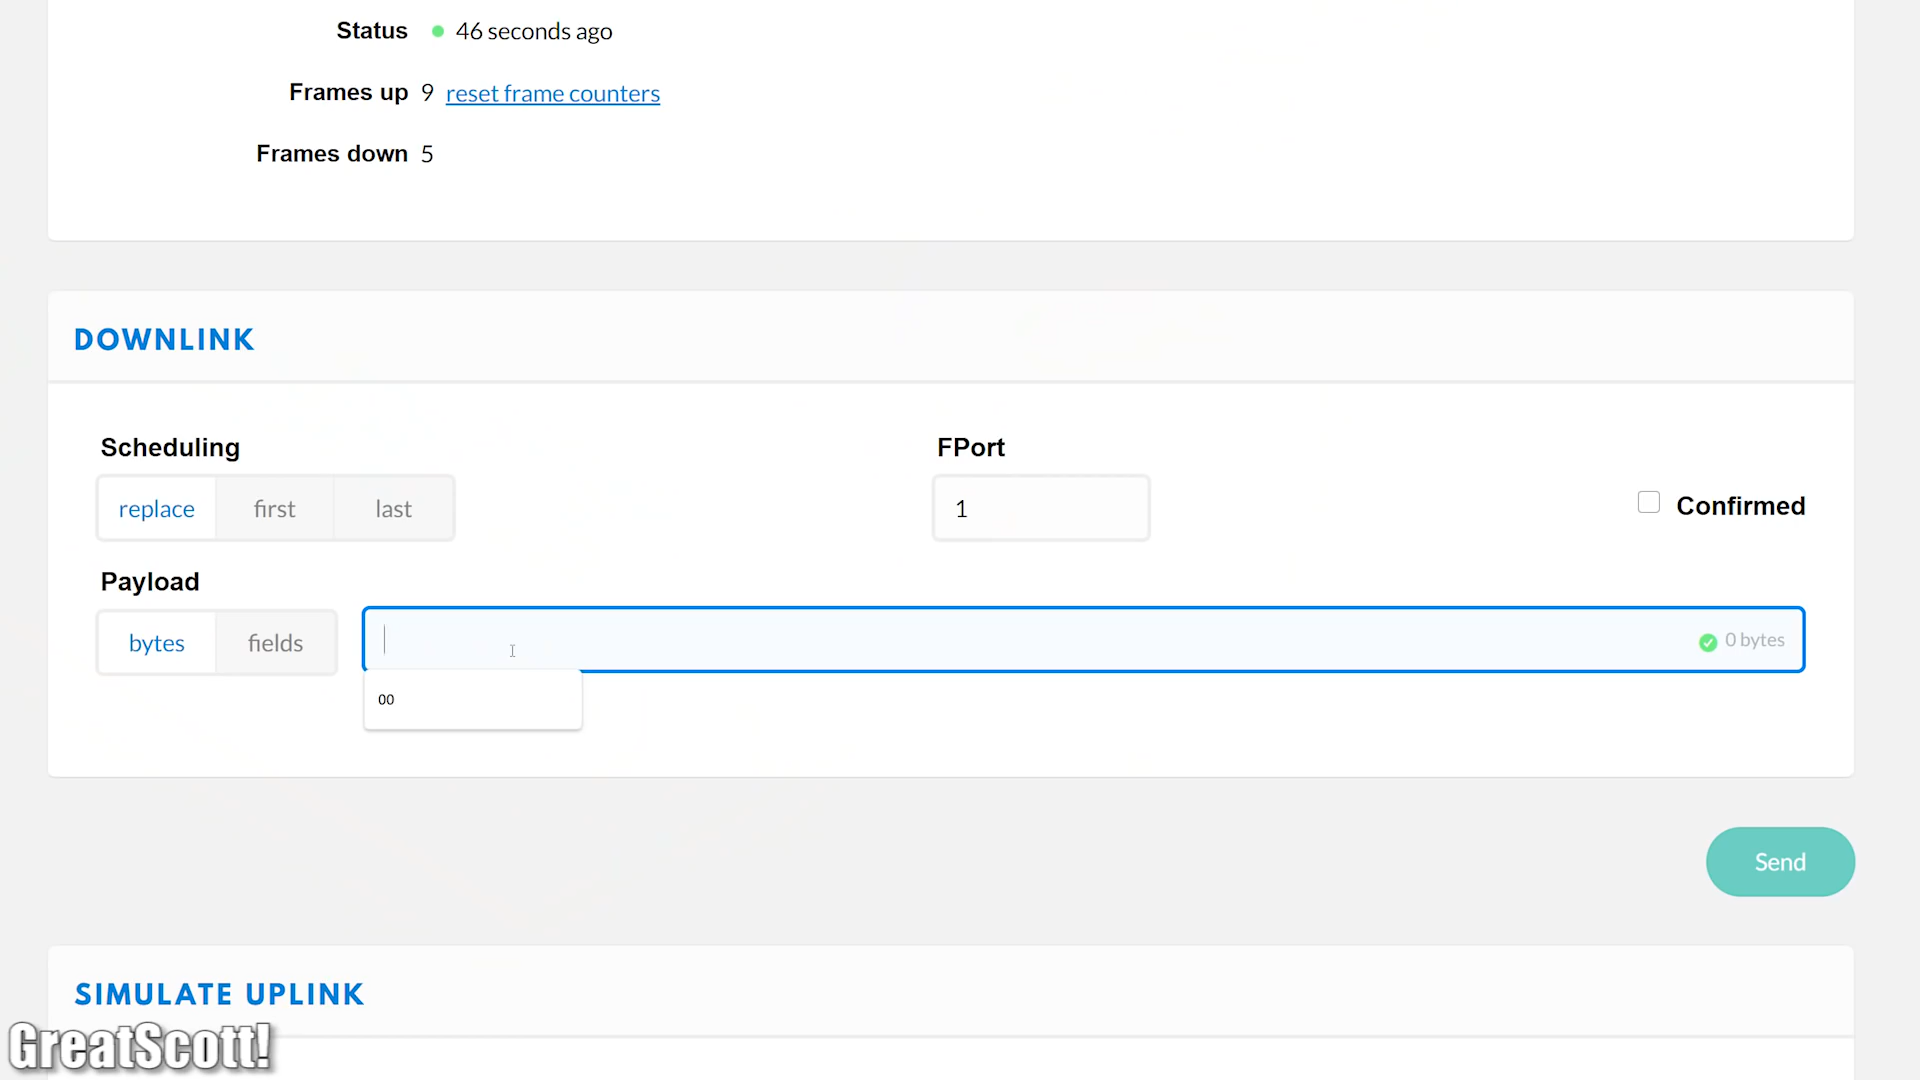 Status 46 seconds ago
Frames up 9 reset frame counters
Frames down 5
DOWNLINK
Scheduling
replace first last
FPort
1
Confirmed
Payload
bytes fields
0 bytes
00
Send
SIMULATE UPLINK
GreatScott!